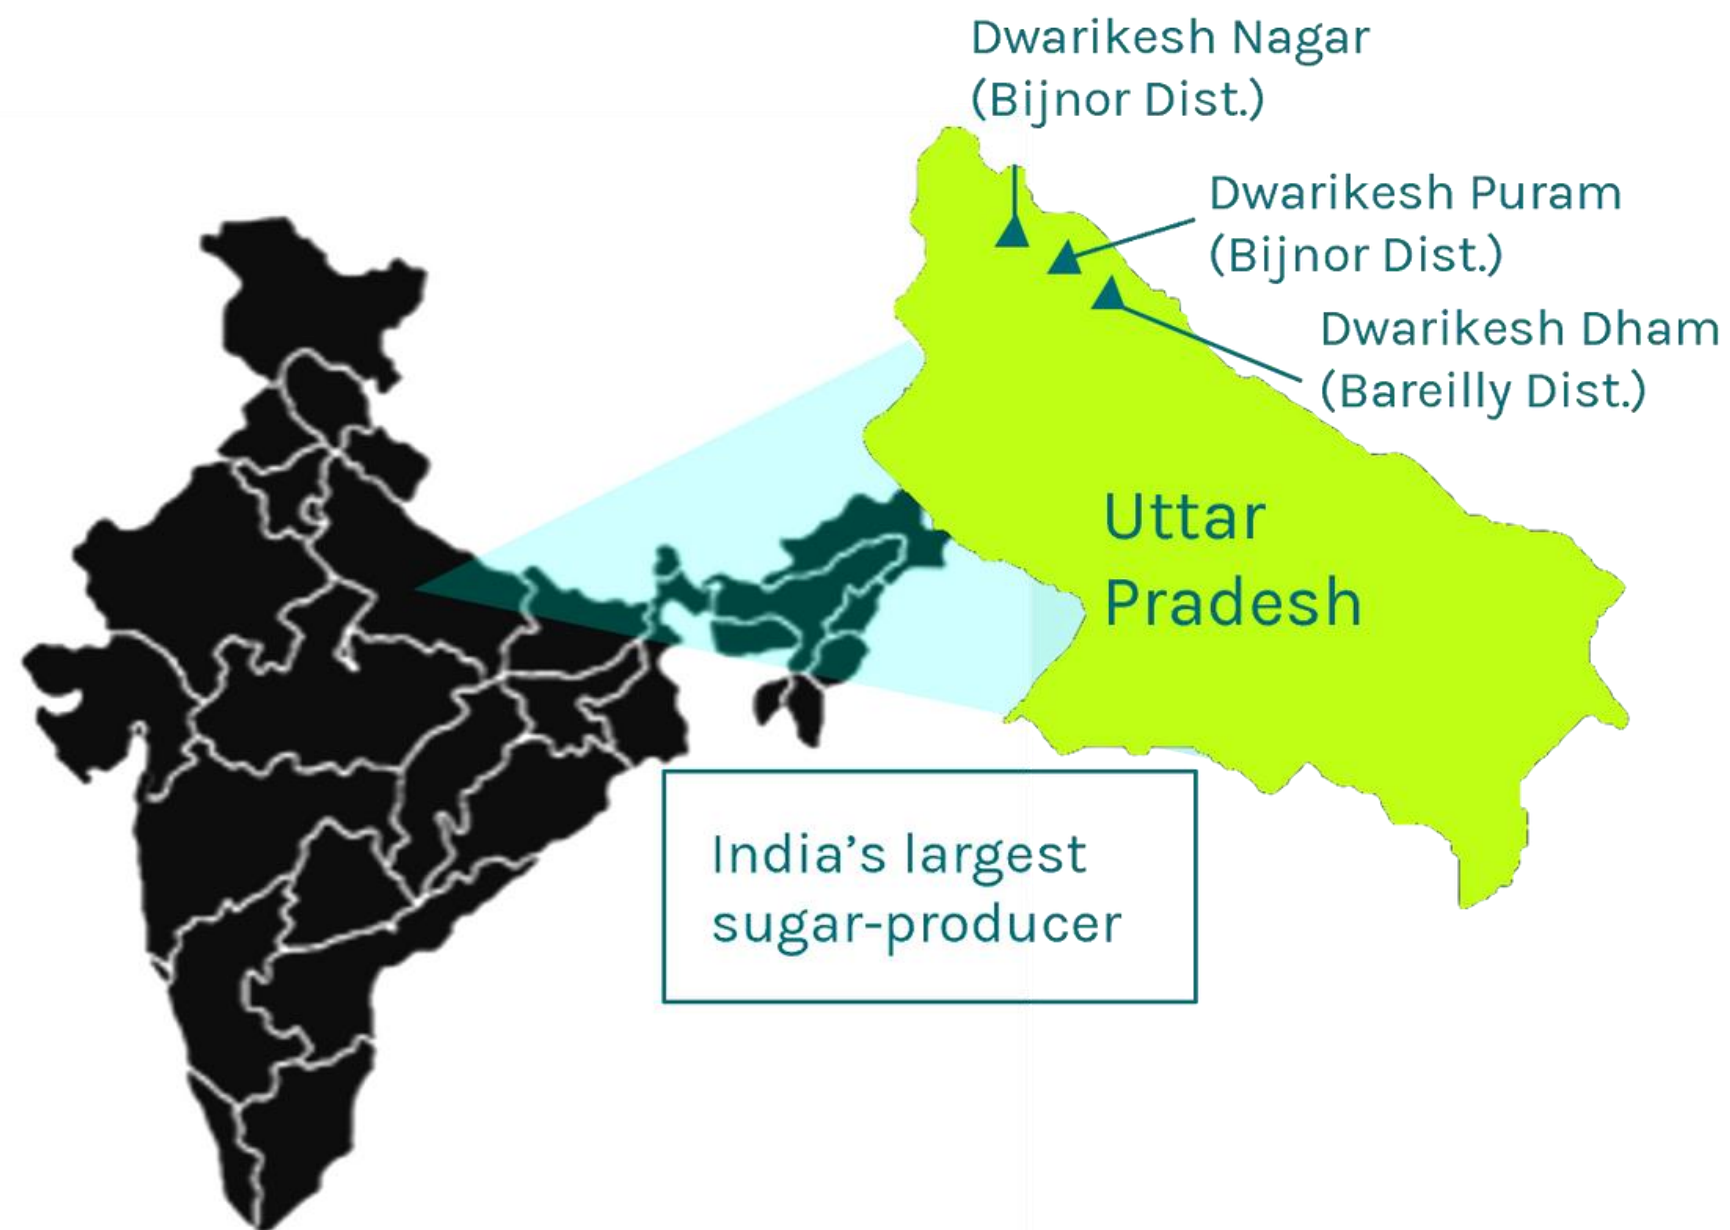 Dwarikesh Nagar
(Bijnor Dist.)
Dwarikesh Puram
(Bijnor Dist.)
Dwarikesh Dham
(Bareilly Dist.)
Uttar
Pradesh
India’s largest
sugar-producer